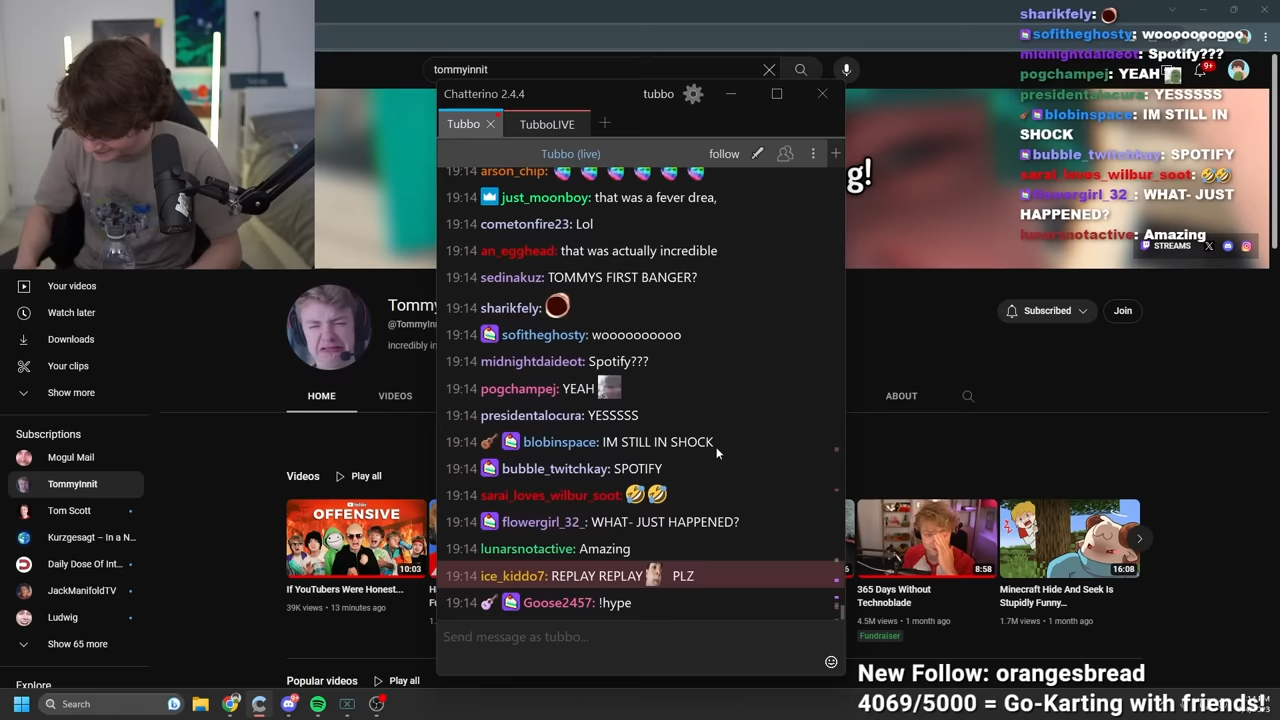 tommyinnit
9+
g!
STREAMS
Chatterino 2.4.4
tubbo
Tubbo
TubboLIVE
Tubbo (live)
follow
19:14 arson_chip:
19:14 just_moonboy: that was a fever drea,
19:14 cometonfire23: Lol
19:14 an_egghead: that was actually incredible
19:14 sedinakuz: TOMMYS FIRST BANGER?
19:14 sharikfely:
19:14 sofitheghosty: woooooooooo
19:14 midnightdaideot: Spotify???
19:14 pogchampej: YEAH
19:14 presidentalocura: YESSSSS
19:14 blobinspace: IM STILL IN SHOCK
19:14 bubble_twitchkay: SPOTIFY
19:14 sarai_loves_wilbur_soot:
19:14 flowergirl_32_: WHAT- JUST HAPPENED?
19:14 lunarsnotactive: Amazing
19:14 ice_kiddo7: REPLAY REPLAY PLZ
19:14 Goose2457: !hype
Send message as tubbo...
sharikfely:
sofitheghosty: woooooooooo
midnightdaideot: Spotify???
pogchampej: YEAH
presidentalocura: YESSSSS
blobinspace: IM STILL IN
SHOCK
bubble_twitchkay: SPOTIFY
sarai_loves_wilbur_soot:
flowergirl_32_: WHAT- JUST
HAPPENED?
lunarsnotactive: Amazing
Your videos
Watch later
Downloads
Your clips
Show more
Subscriptions
Mogul Mail
TommyInnit
Tom Scott
Kurzgesagt – In a N...
Daily Dose Of Int...
JackManifoldTV
Ludwig
Show 65 more
Explore
Tommy
@TommyInn
incredibly in
Subscribed
Join
HOME
VIDEOS
ABOUT
Videos
Play all
OFFENSIVE
10:03
If YouTubers Were Honest...
39K views • 13 minutes ago
8:58
365 Days Without
Technoblade
4.5M views • 1 month ago
Fundraiser
16:08
Minecraft Hide And Seek Is
Stupidly Funny...
1.7M views • 1 month ago
Popular videos
Play all
New Follow: orangesbread
4069/5000 = Go-Karting with friends!
Search